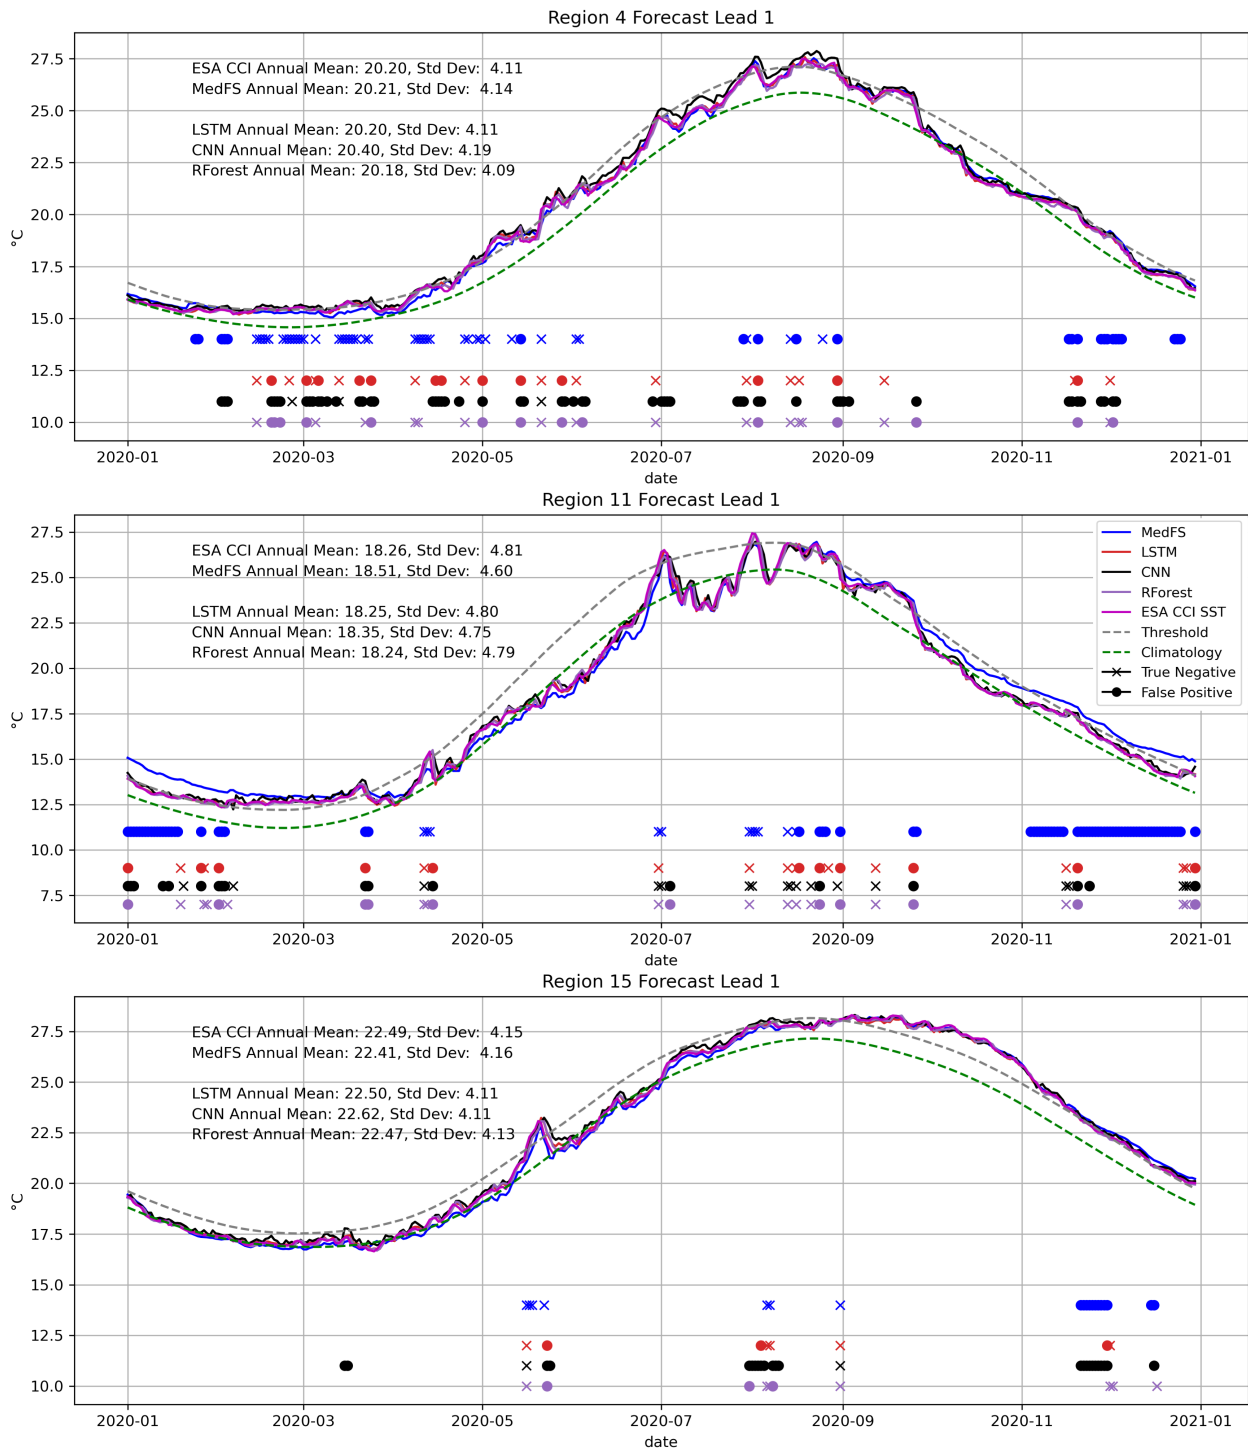 Region 4 Forecast Lead 1
ESA CCI Annual Mean: 20.20, Std Dev:  4.11
MedFS Annual Mean: 20.21, Std Dev:  4.14
LSTM Annual Mean: 20.20, Std Dev: 4.11
CNN Annual Mean: 20.40, Std Dev: 4.19
RForest Annual Mean: 20.18, Std Dev: 4.09
27.5
25.0
22.5
20.0
17.5
15.0
12.5
10.0
°C
2020-01 2020-03 2020-05 2020-07 2020-09 2020-11 2021-01
date
Region 11 Forecast Lead 1
ESA CCI Annual Mean: 18.26, Std Dev:  4.81
MedFS Annual Mean: 18.51, Std Dev:  4.60
LSTM Annual Mean: 18.25, Std Dev: 4.80
CNN Annual Mean: 18.35, Std Dev: 4.75
RForest Annual Mean: 18.24, Std Dev: 4.79
MedFS
LSTM
CNN
RForest
ESA CCI SST
Threshold
Climatology
True Negative
False Positive
27.5
25.0
22.5
20.0
17.5
15.0
12.5
10.0
7.5
°C
2020-01 2020-03 2020-05 2020-07 2020-09 2020-11 2021-01
date
Region 15 Forecast Lead 1
ESA CCI Annual Mean: 22.49, Std Dev:  4.15
MedFS Annual Mean: 22.41, Std Dev:  4.16
LSTM Annual Mean: 22.50, Std Dev: 4.11
CNN Annual Mean: 22.62, Std Dev: 4.11
RForest Annual Mean: 22.47, Std Dev: 4.13
27.5
25.0
22.5
20.0
17.5
15.0
12.5
10.0
°C
2020-01 2020-03 2020-05 2020-07 2020-09 2020-11 2021-01
date